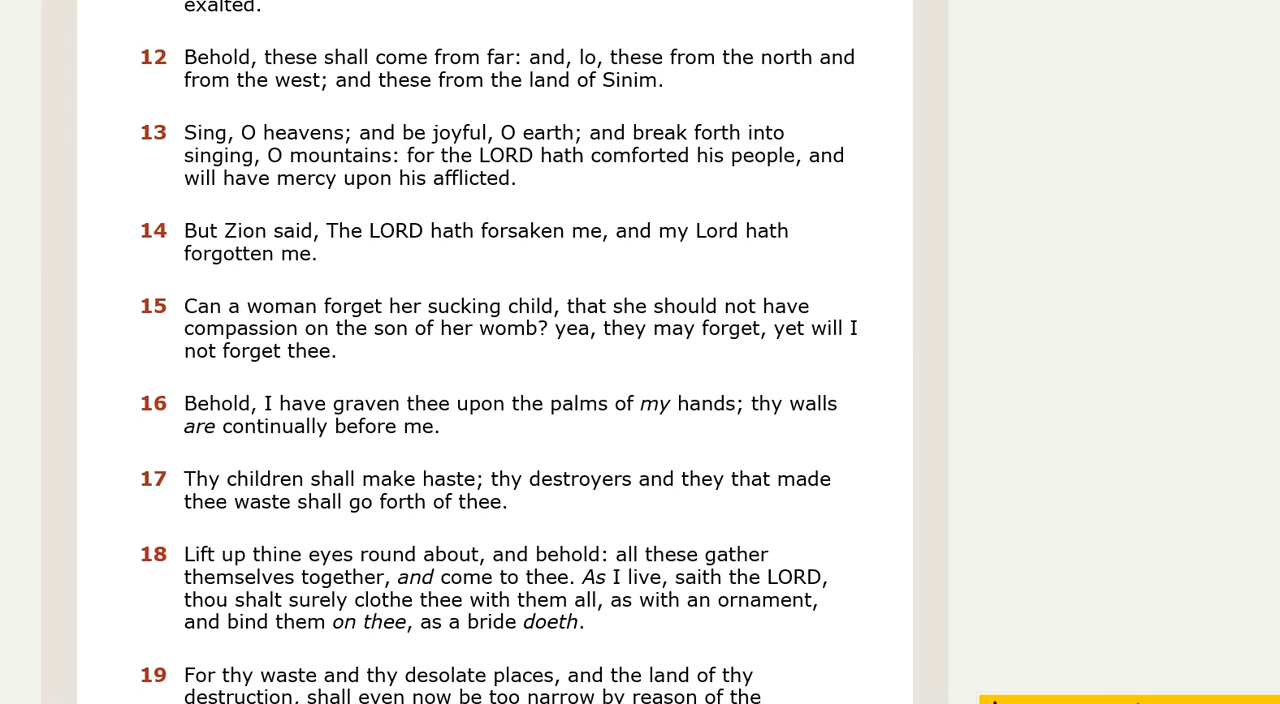 exalted.
12 Behold, these shall come from far: and, lo, these from the north and
from the west; and these from the land of Sinim.
13 Sing, O heavens; and be joyful, O earth; and break forth into
singing, O mountains: for the LORD hath comforted his people, and
will have mercy upon his afflicted.
14 But Zion said, The LORD hath forsaken me, and my Lord hath
forgotten me.
15 Can a woman forget her sucking child, that she should not have
compassion on the son of her womb? yea, they may forget, yet will I
not forget thee.
16 Behold, I have graven thee upon the palms of my hands; thy walls
are continually before me.
17 Thy children shall make haste; thy destroyers and they that made
thee waste shall go forth of thee.
18 Lift up thine eyes round about, and behold: all these gather
themselves together, and come to thee. As I live, saith the LORD,
thou shalt surely clothe thee with them all, as with an ornament,
and bind them on thee, as a bride doeth.
19 For thy waste and thy desolate places, and the land of thy
destruction, shall even now be too narrow by reason of the